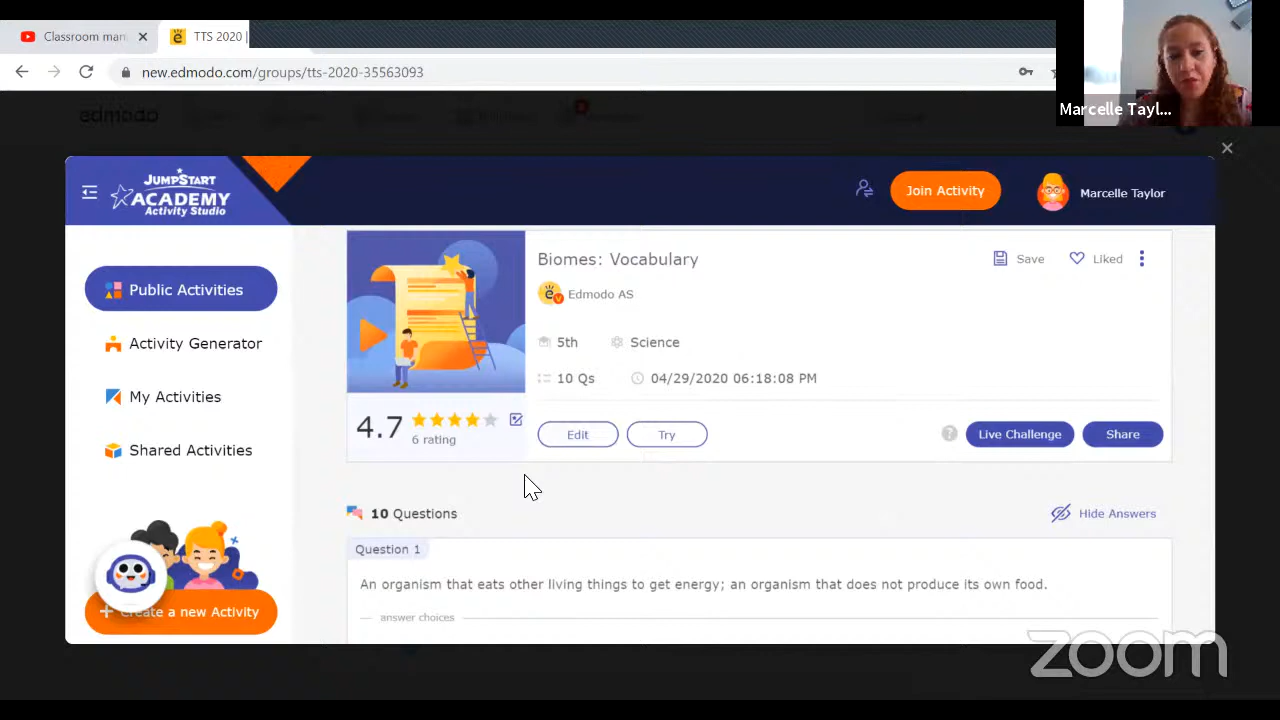 Classroom man
TTS 2020 |
new.edmodo.com/groups/tts-2020-35563093
Marcelle Tayl...
edmodo
JUMPSTART
ACADEMY
Activity Studio
Join Activity
Marcelle Taylor
Public Activities
Activity Generator
My Activities
Shared Activities
+ Create a new Activity
Biomes: Vocabulary
Save
Liked
Edmodo AS
5th
Science
10 Qs
04/29/2020 06:18:08 PM
4.7
6 rating
Edit
Try
?
Live Challenge
Share
10 Questions
Hide Answers
Question 1
An organism that eats other living things to get energy; an organism that does not produce its own food.
answer choices
zoom